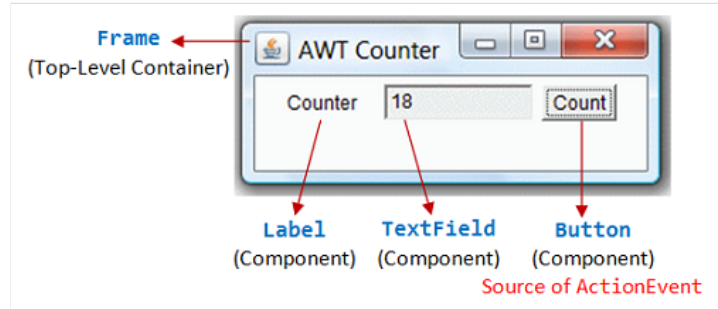 Frame
(Top-Level Container)
AWT Counter
Counter 18 Count
Label TextField Button
(Component) (Component) (Component)
Source of ActionEvent